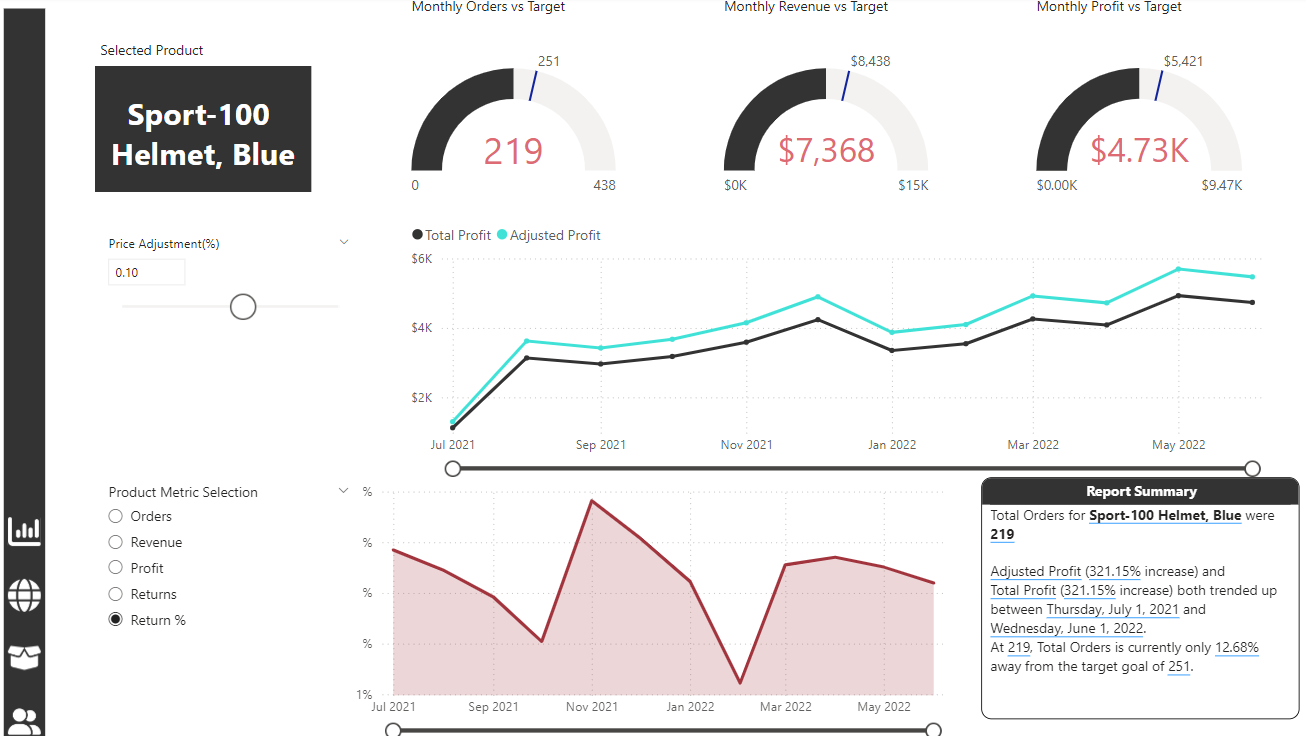 Monthly Orders vs Target
Monthly Revenue vs Target
Monthly Profit vs Target
Selected Product
Sport-100
Helmet, Blue
251
219
0
438
$8,438
$7,368
$0K
$15K
$5,421
$4.73K
$0.00K
$9.47K
Price Adjustment(%)
0.10
Total Profit
Adjusted Profit
$6K
$4K
$2K
Jul 2021
Sep 2021
Nov 2021
Jan 2022
Mar 2022
May 2022
Product Metric Selection
Orders
Revenue
Profit
Returns
Return %
%
%
%
%
1%
Jul 2021
Sep 2021
Nov 2021
Jan 2022
Mar 2022
May 2022
Report Summary
Total Orders for Sport-100 Helmet, Blue were
219
Adjusted Profit (321.15% increase) and
Total Profit (321.15% increase) both trended up
between Thursday, July 1, 2021 and
Wednesday, June 1, 2022.
At 219, Total Orders is currently only 12.68%
away from the target goal of 251.